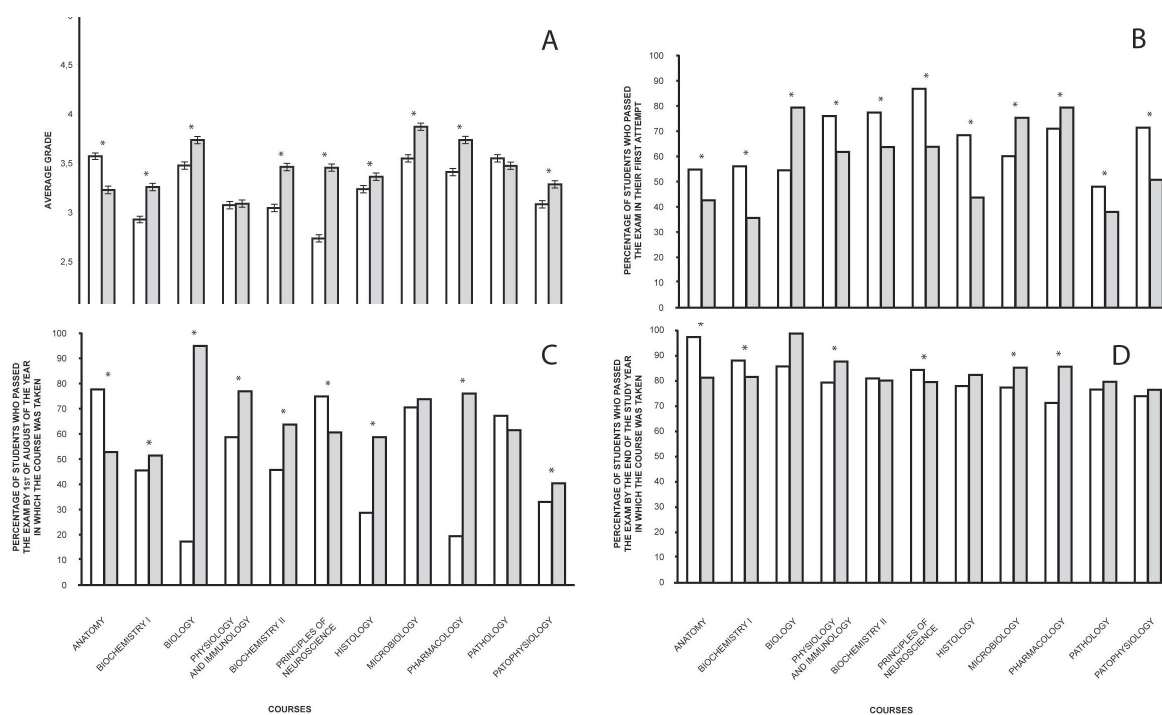 A
AVERAGE GRADE
4,5
4
3,5
3
2,5
* * * * * * * * *
B
PERCENTAGE OF STUDENTS WHO PASSED
THE EXAM IN THEIR FIRST ATTEMPT
100
90
80
70
60
50
40
30
20
10
0
* * * * * * * * * * *
C
PERCENTAGE OF STUDENTS WHO PASSED
THE EXAM BY 1ST OF AUGUST OF THE YEAR
IN WHICH THE COURSE WAS TAKEN
100
90
80
70
60
50
40
30
20
10
0
* * * * * * * * *
ANATOMY
BIOCHEMISTRY I
BIOLOGY
PHYSIOLOGY
AND IMMUNOLOGY
BIOCHEMISTRY II
PRINCIPLES OF
NEUROSCIENCE
HISTOLOGY
MICROBIOLOGY
PHARMACOLOGY
PATHOLOGY
PATOPHYSIOLOGY
COURSES
D
PERCENTAGE OF STUDENTS WHO PASSED
THE EXAM BY THE END OF THE STUDY YEAR
IN WHICH THE COURSE WAS TAKEN
100
90
80
70
60
50
40
30
20
10
0
* * * * * *
ANATOMY
BIOCHEMISTRY I
BIOLOGY
PHYSIOLOGY
AND IMMUNOLOGY
BIOCHEMISTRY II
PRINCIPLES OF
NEUROSCIENCE
HISTOLOGY
MICROBIOLOGY
PHARMACOLOGY
PATHOLOGY
PATOPHYSIOLOGY
COURSES